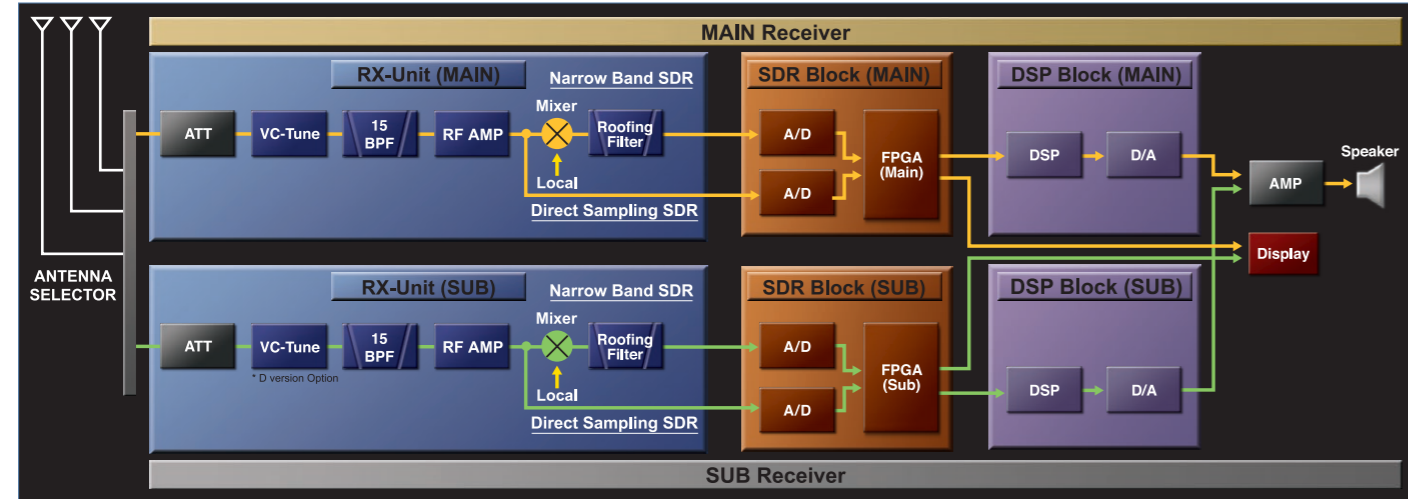 MAIN Receiver
RX-Unit (MAIN)
Narrow Band SDR
Mixer
ATT
VC-Tune
15
BPF
RF AMP
Roofing
Filter
Local
Direct Sampling SDR
SDR Block (MAIN)
A/D
A/D
FPGA
(Main)
DSP Block (MAIN)
DSP
D/A
AMP
Speaker
Display
ANTENNA
SELECTOR
RX-Unit (SUB)
Narrow Band SDR
Mixer
ATT
VC-Tune
* D version Option
15
BPF
RF AMP
Roofing
Filter
Local
Direct Sampling SDR
SDR Block (SUB)
A/D
A/D
FPGA
(Sub)
DSP Block (SUB)
DSP
D/A
SUB Receiver